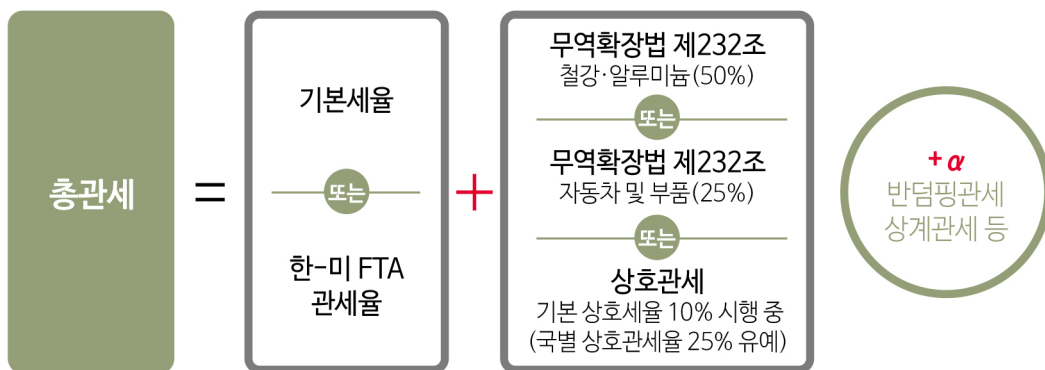 총관세
=
기본세율
또는
한-미 FTA
관세율
+
무역확장법 제232조
철강·알루미늄(50%)
또는
무역확장법 제232조
자동차 및 부품(25%)
또는
상호관세
기본 상호세율 10% 시행 중
(국별 상호관세율 25% 유예)
+α
반덤핑관세
상계관세 등